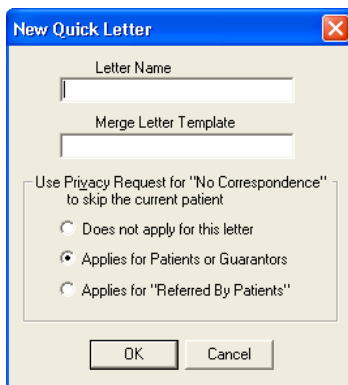 New Quick Letter
Letter Name
Merge Letter Template
Use Privacy Request for "No Correspondence"
to skip the current patient
Does not apply for this letter
Applies for Patients or Guarantors
Applies for "Referred By Patients"
OK Cancel